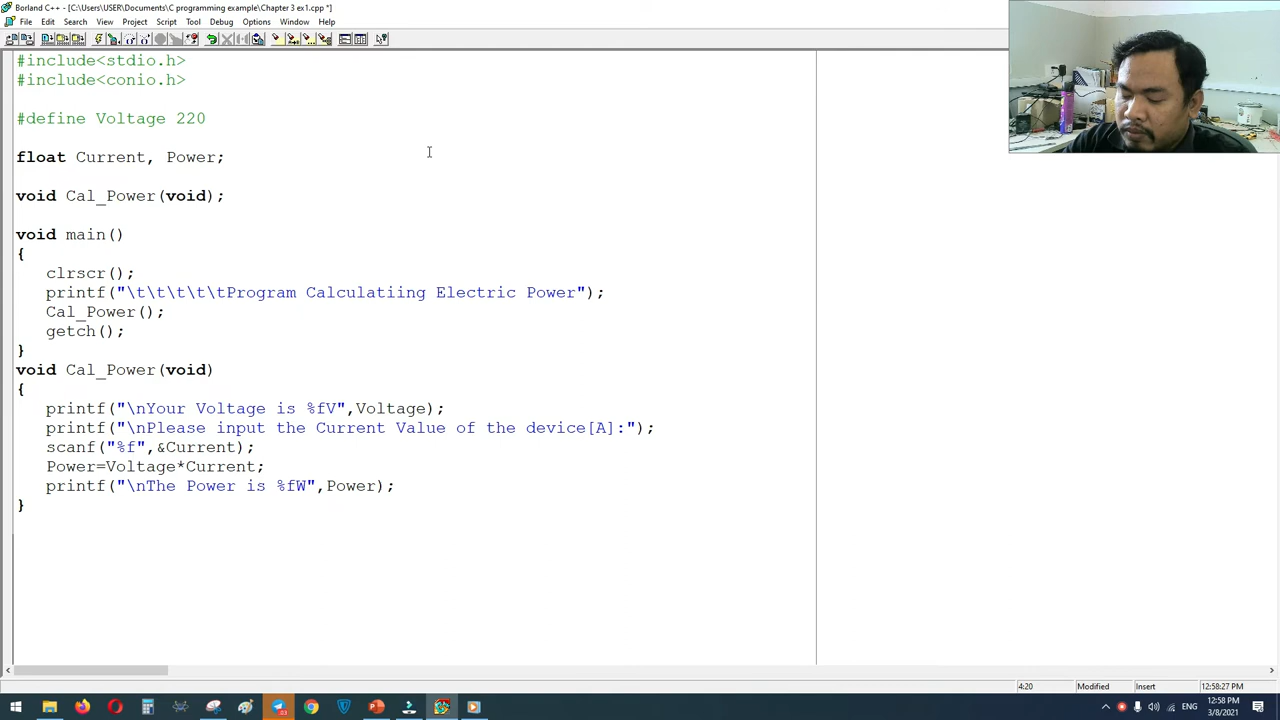 Borland C++ - [C:\Users\USER\Documents\C programming example\Chapter 3 ex1.cpp *]
File Edit Search View Project Script Tool Debug Options Window Help
#include<stdio.h>
#include<conio.h>
#define Voltage 220
float Current, Power;
void Cal_Power(void);
void main()
{
clrscr();
printf("\t\t\t\t\tProgram Calculatiing Electric Power");
Cal_Power();
getch();
}
void Cal_Power(void)
{
printf("\nYour Voltage is %fV",Voltage);
printf("\nPlease input the Current Value of the device[A]:");
scanf("%f",&Current);
Power=Voltage*Current;
printf("\nThe Power is %fW",Power);
}
4:20 Modified Insert 12:58:27 PM
ENG 12:58 PM
3/8/2021